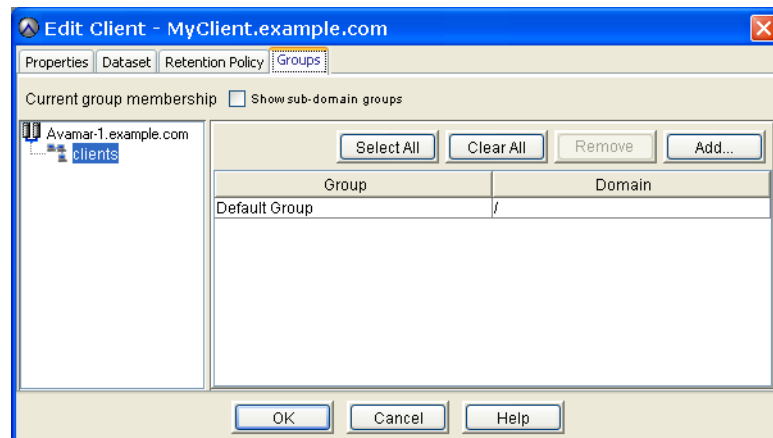 Edit Client - MyClient.example.com
Properties Dataset Retention Policy Groups
Current group membership Show sub-domain groups
Avamar-1.example.com
clients
Select All Clear All Remove Add...
Group Domain
Default Group /
OK Cancel Help